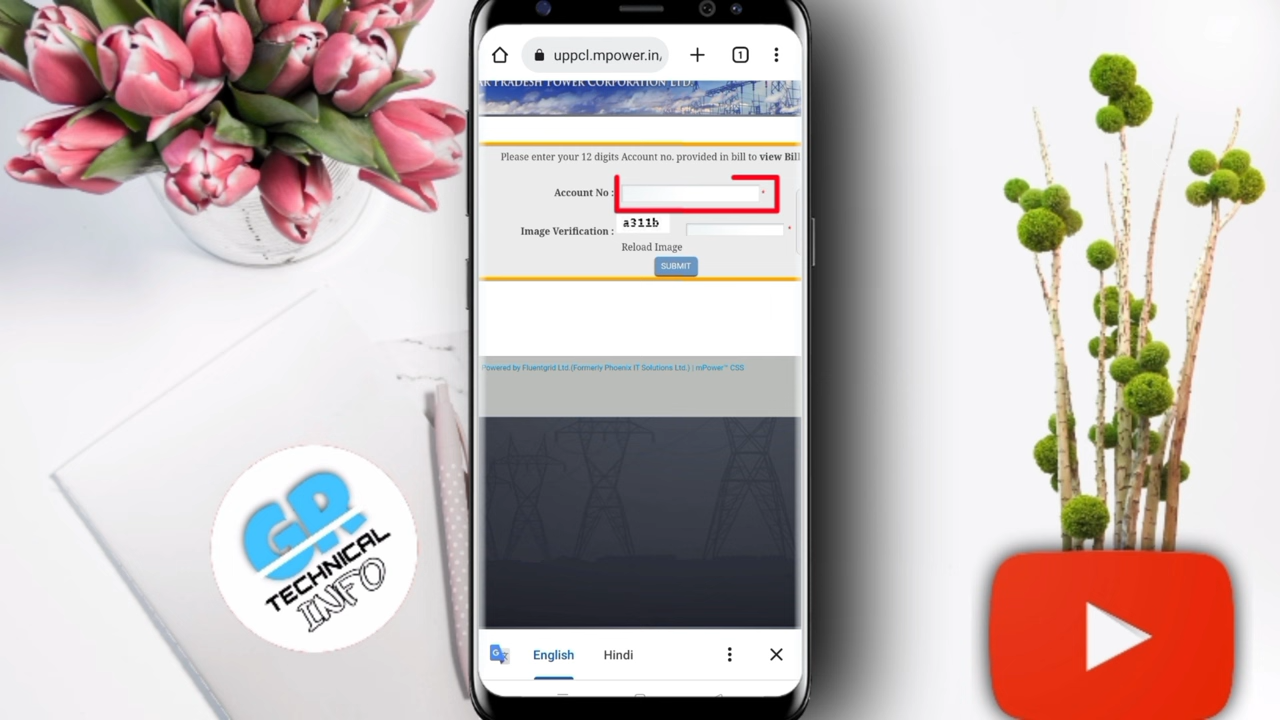 uppcl.mpower.in/
1
PRADESH POWER CORPORATION LTD.
Please enter your 12 digits Account no. provided in bill to view Bill
Account No : *
Image Verification : a311b *
Reload Image
SUBMIT
Powered by Fluentgrid Ltd.(Formerly Phoenix IT Solutions Ltd.) | mPower™ CSS
English Hindi
GR
TECHNICAL
INFO